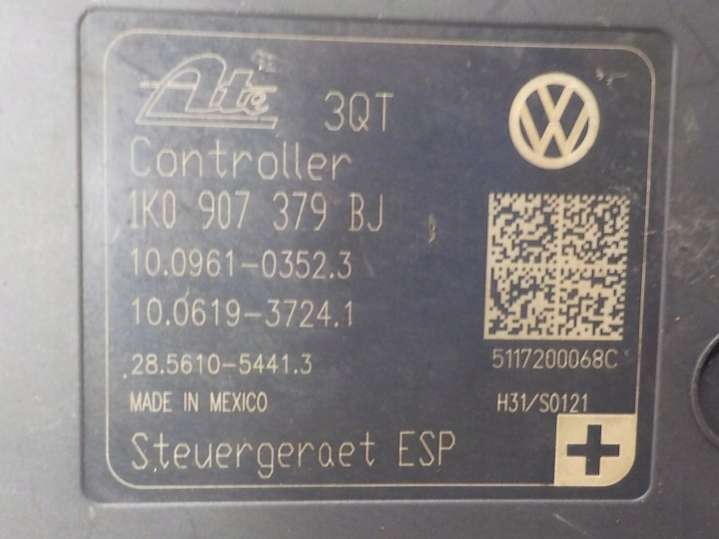 Ate 3QT
Controller
1K0 907 379 BJ
10.0961-0352.3
10.0619-3724.1
28.5610-5441.3
5117200068C
MADE IN MEXICO
H31/S0121
Steuergeraet ESP